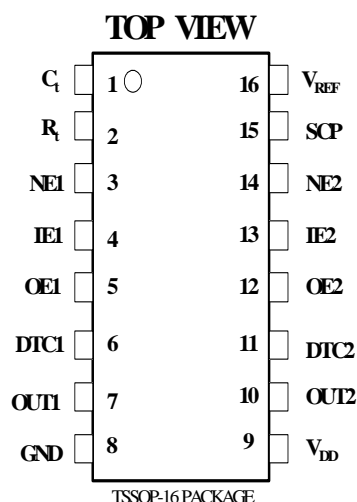 TOP VIEW
Ct 1 16 VREF
Rt 2 15 SCP
NE1 3 14 NE2
IE1 4 13 IE2
OE1 5 12 OE2
DTC1 6 11 DTC2
OUT1 7 10 OUT2
GND 8 9 VDD
TSSOP-16 PACKAGE